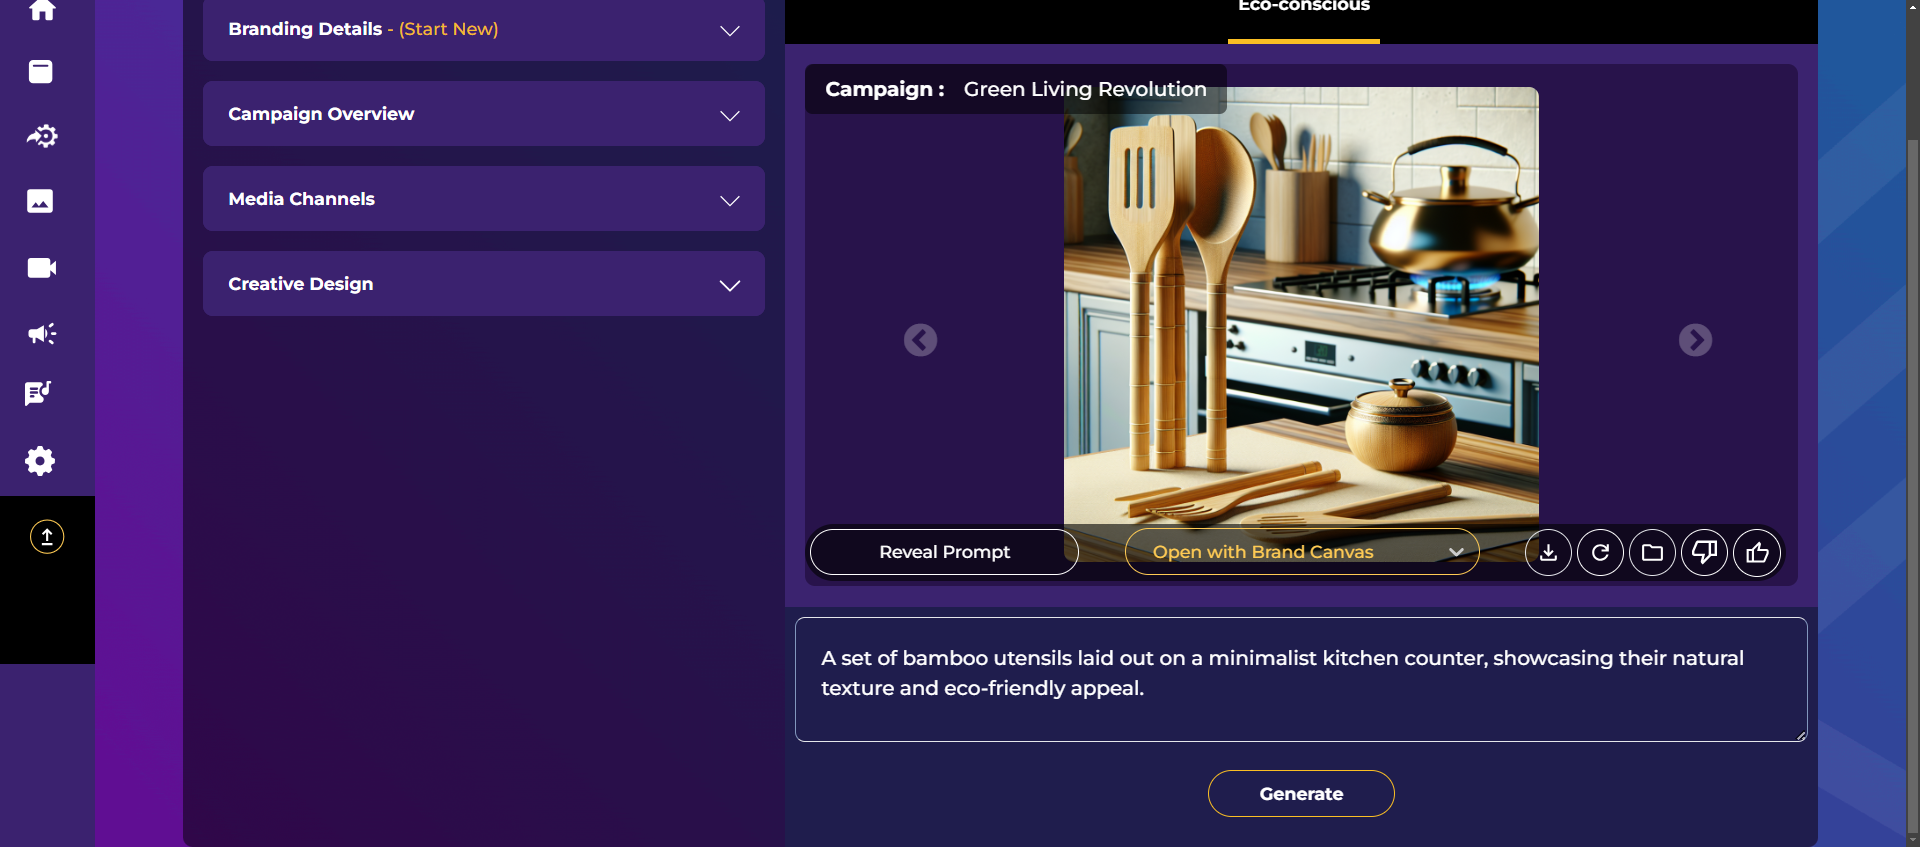 Branding Details - (Start New)
Campaign Overview
Media Channels
Creative Design
Eco-conscious
Campaign : Green Living Revolution
Reveal Prompt
Open with Brand Canvas
A set of bamboo utensils laid out on a minimalist kitchen counter, showcasing their natural
texture and eco-friendly appeal.
Generate